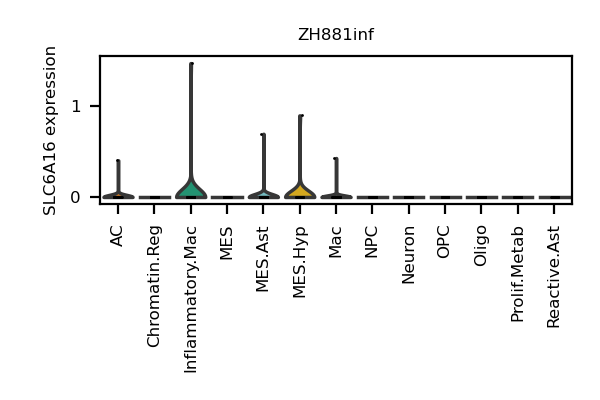 ZH881inf
SLC6A16 expression
1
0
AC
Chromatin.Reg
Inflammatory.Mac
MES
MES.Ast
MES.Hyp
Mac
NPC
Neuron
OPC
Oligo
Prolif.Metab
Reactive.Ast